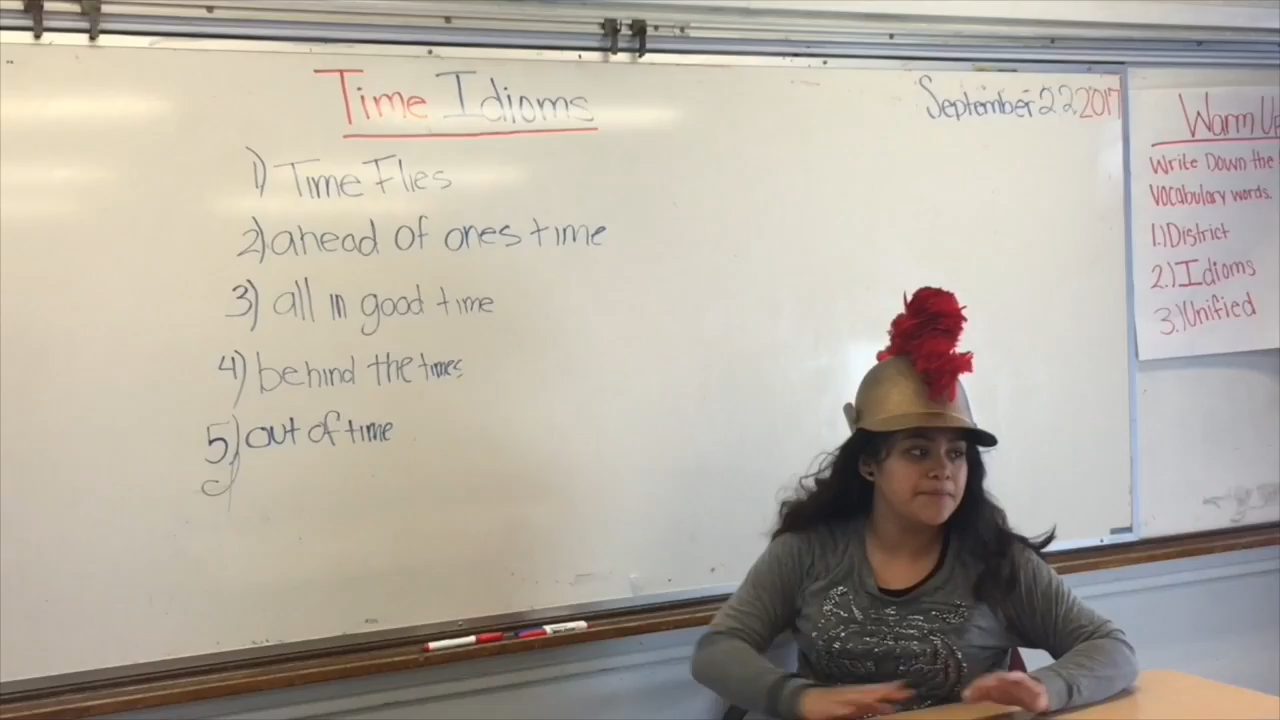 Time Idioms
1) Time Flies
2) ahead of ones time
3) all in good time
4) behind the times
5) out of time
September 22 2017
Warm Up
Write Down the
Vocabulary words.
1.) District
2.) Idioms
3.) Unified